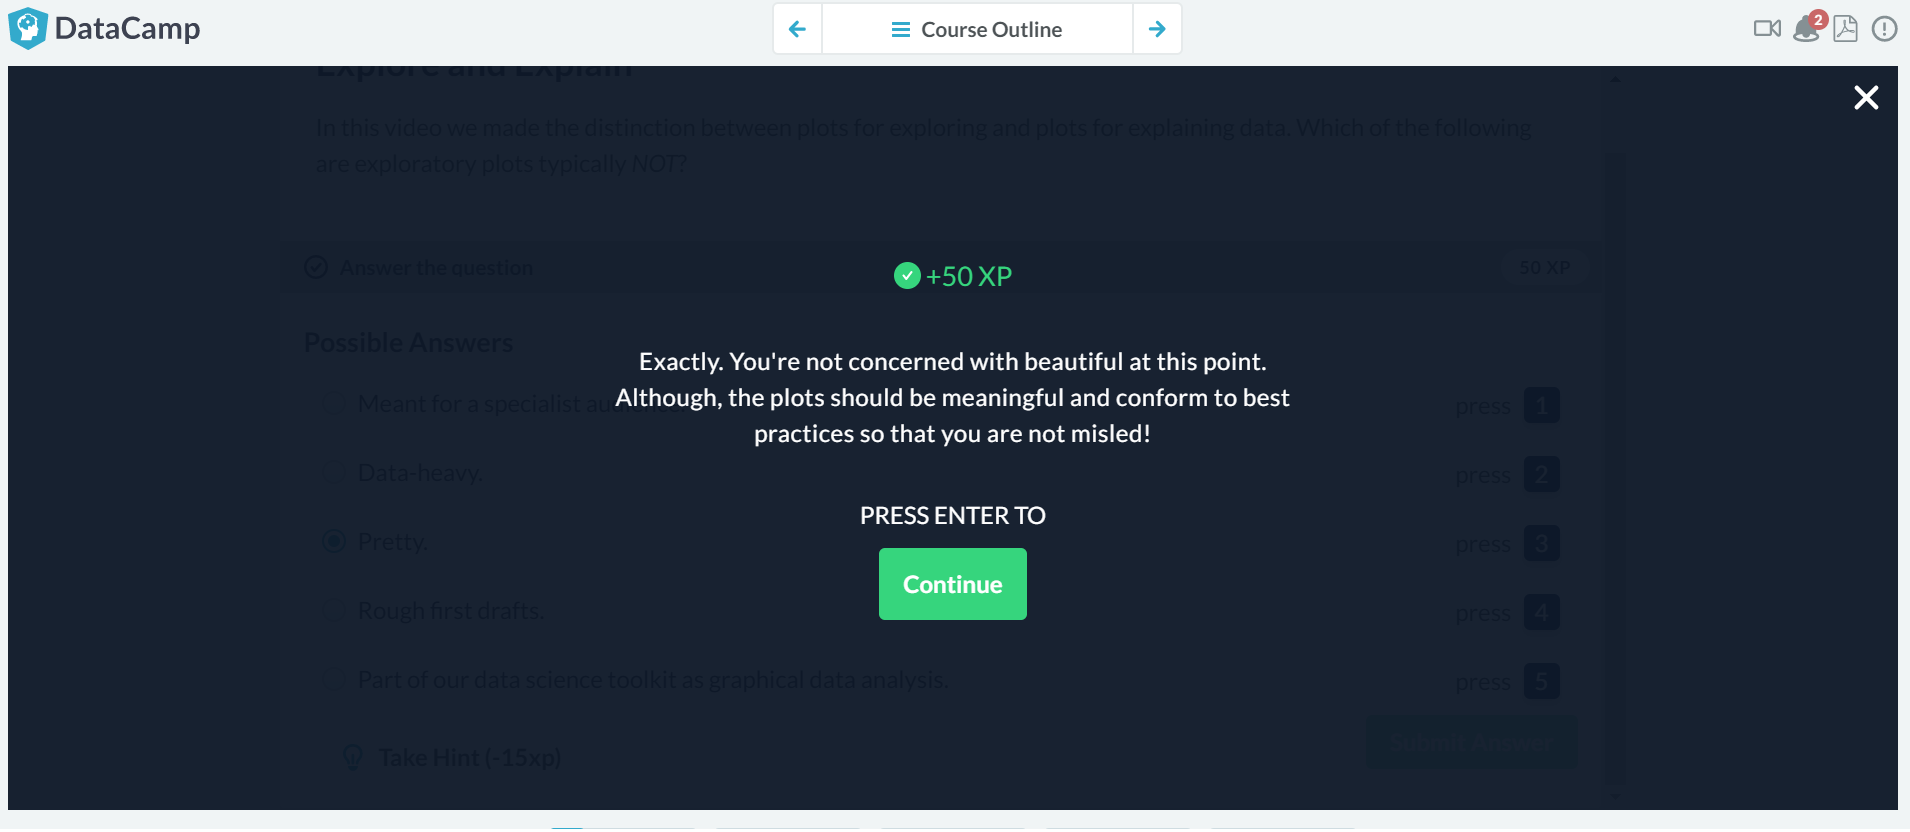 DataCamp
Course Outline
2
Explore and Explain
In this video we made the distinction between plots for exploring and plots for explaining data. Which of the following
are exploratory plots typically NOT?
Answer the question
50 XP
+50 XP
Possible Answers
Exactly. You're not concerned with beautiful at this point.
Although, the plots should be meaningful and conform to best
practices so that you are not misled!
Meant for a specialist audience.
press 1
Data-heavy.
press 2
PRESS ENTER TO
Pretty.
press 3
Continue
Rough first drafts.
press 4
Part of our data science toolkit as graphical data analysis.
press 5
Submit Answer
Take Hint (-15xp)